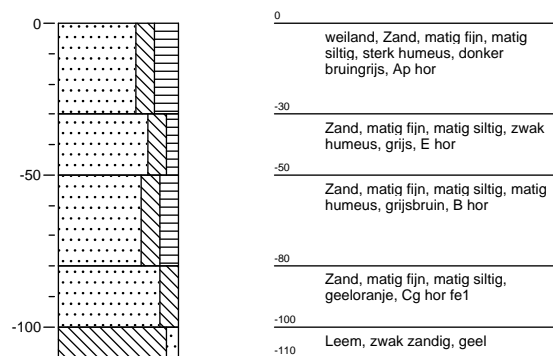 0
0
weiland, Zand, matig fijn, matig
siltig, sterk humeus, donker
bruingrijs, Ap hor
-30
Zand, matig fijn, matig siltig, zwak
humeus, grijs, E hor
-50
-50
Zand, matig fijn, matig siltig, matig
humeus, grijsbruin, B hor
-80
Zand, matig fijn, matig siltig,
geeloranje, Cg hor fe1
-100
-100
Leem, zwak zandig, geel
-110